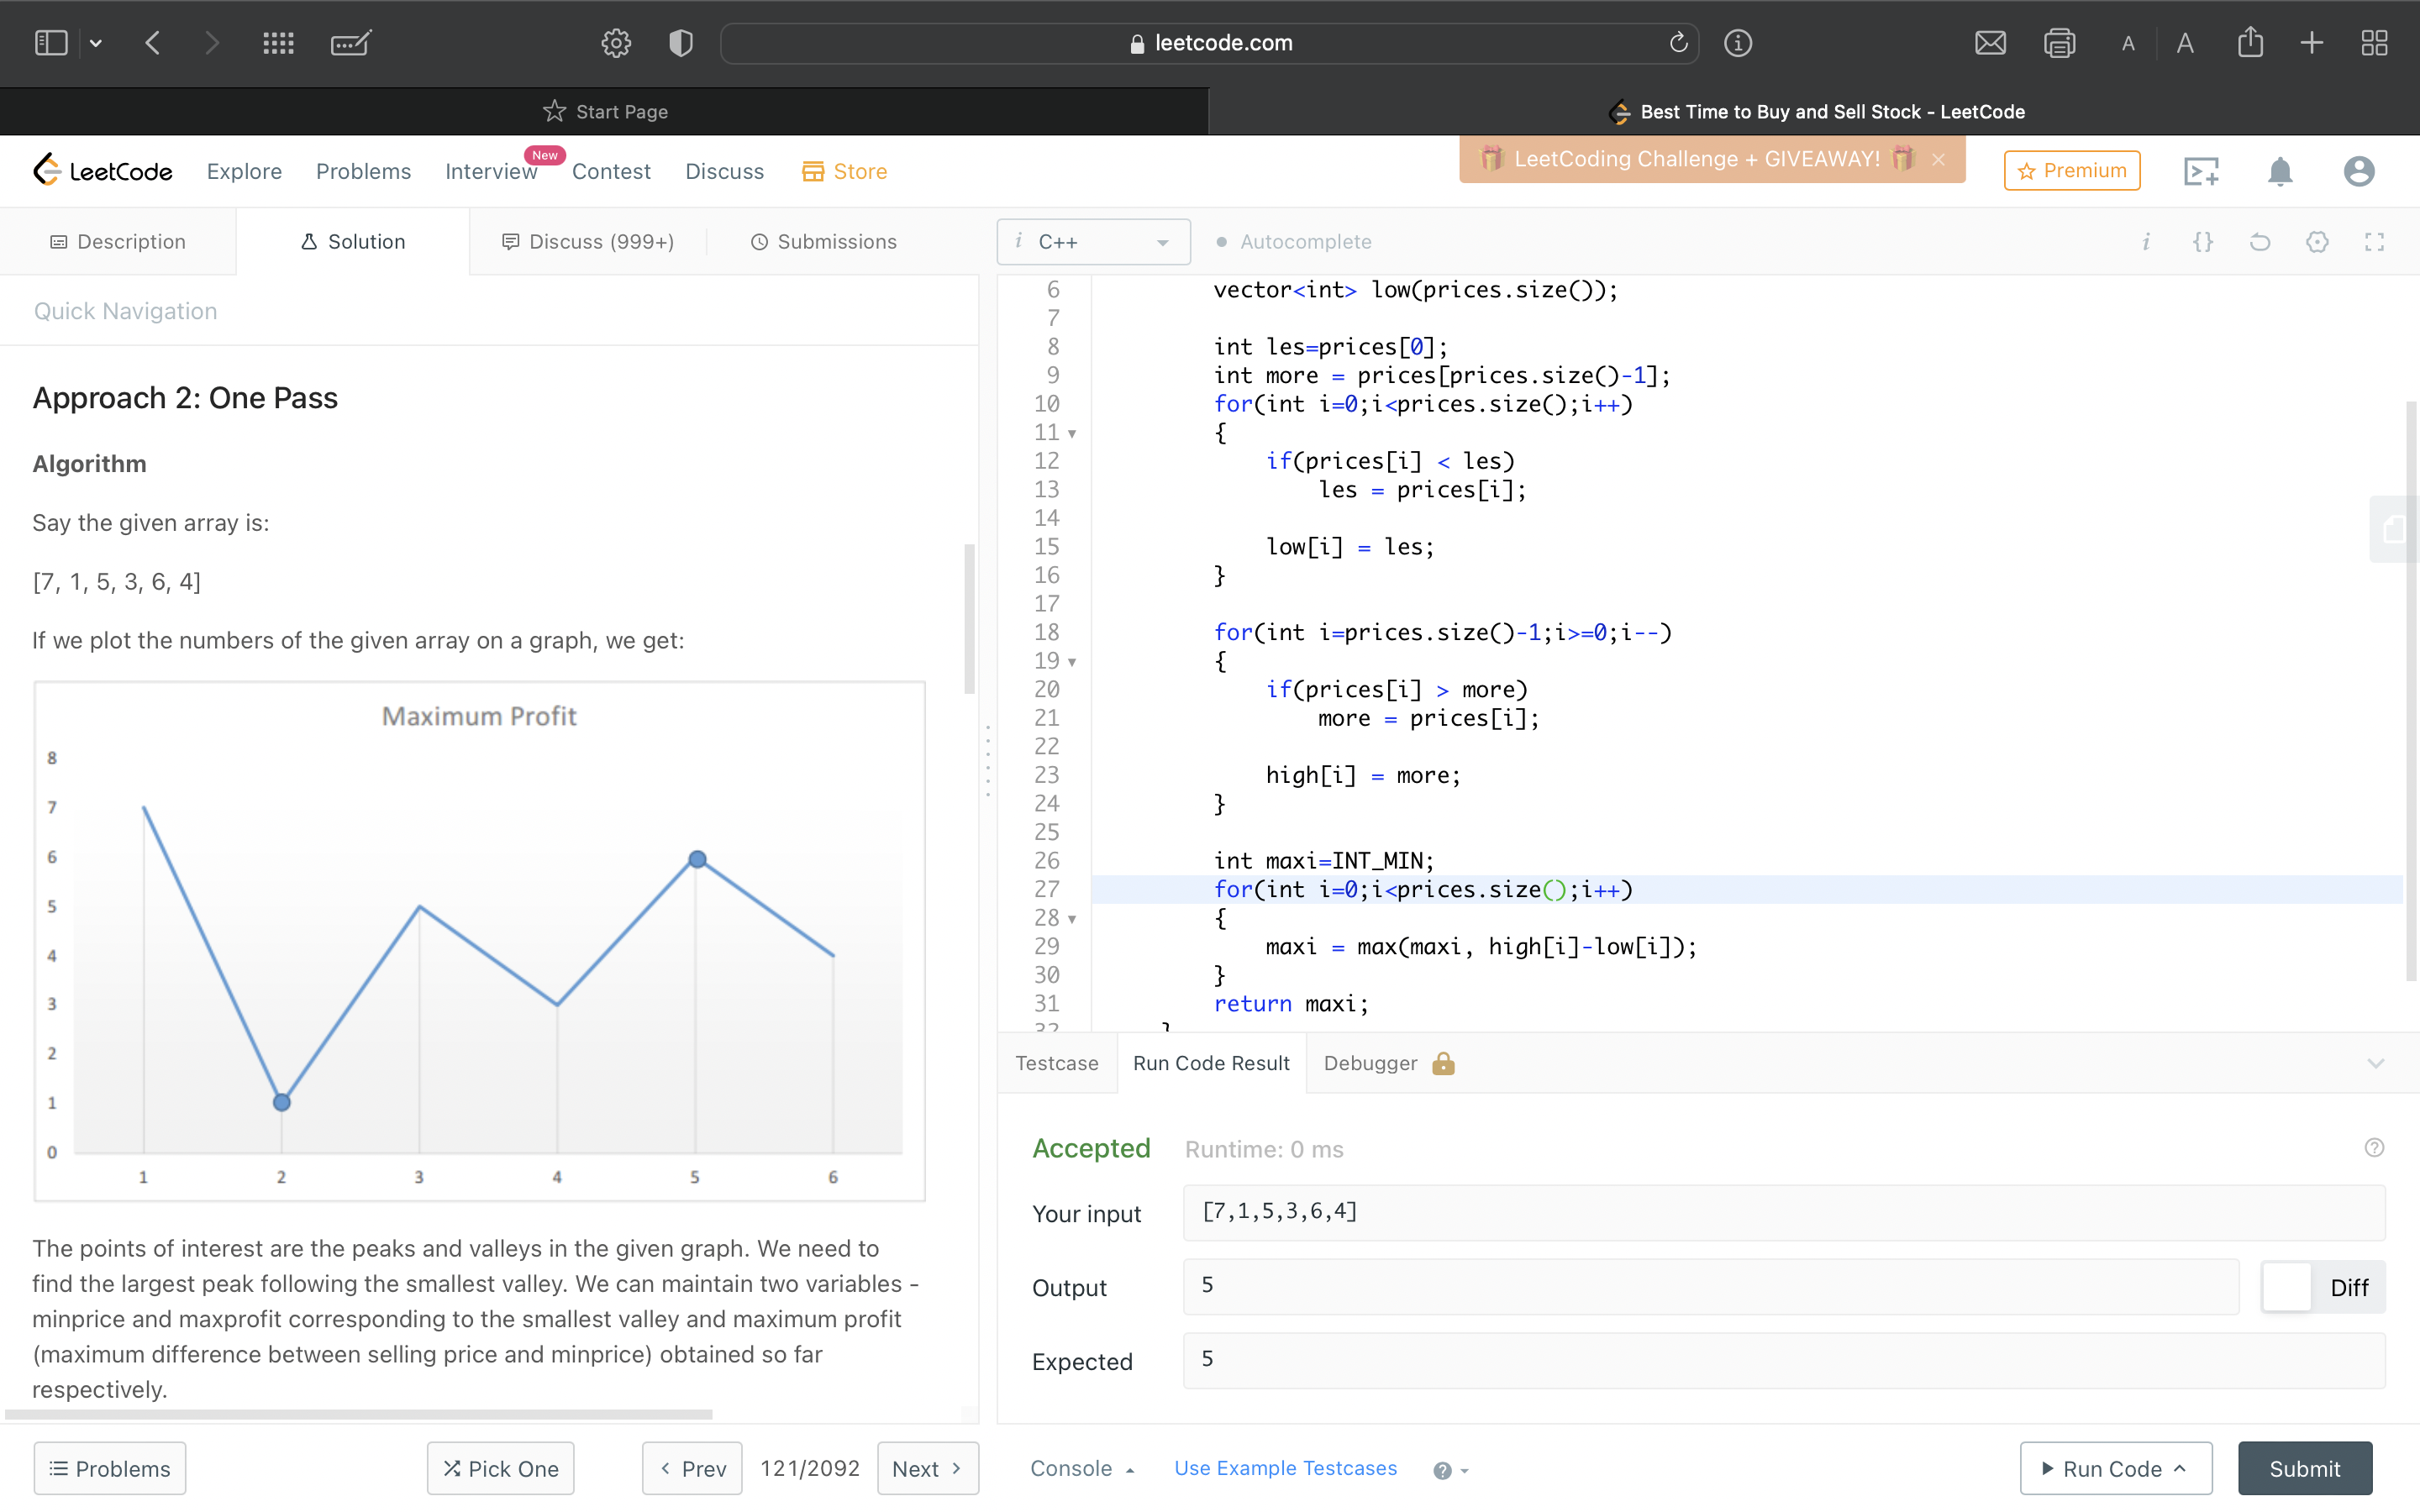 leetcode.com
A A
Start Page
Best Time to Buy and Sell Stock - LeetCode
LeetCode
Explore
Problems
Interview
New
Contest
Discuss
Store
LeetCoding Challenge + GIVEAWAY!
Premium
Description
Solution
Discuss (999+)
Submissions
i C++
Autocomplete
i {}
Quick Navigation
Approach 2: One Pass
Algorithm
Say the given array is:
[7, 1, 5, 3, 6, 4]
If we plot the numbers of the given array on a graph, we get:
Maximum Profit
8
7
6
5
4
3
2
1
0
1 2 3 4 5 6
The points of interest are the peaks and valleys in the given graph. We need to
find the largest peak following the smallest valley. We can maintain two variables -
minprice and maxprofit corresponding to the smallest valley and maximum profit
(maximum difference between selling price and minprice) obtained so far
respectively.
6 vector<int> low(prices.size());
7
8 int les=prices[0];
9 int more = prices[prices.size()-1];
10 for(int i=0;i<prices.size();i++)
11 {
12 if(prices[i] < les)
13 les = prices[i];
14
15 low[i] = les;
16 }
17
18 for(int i=prices.size()-1;i>=0;i--)
19 {
20 if(prices[i] > more)
21 more = prices[i];
22
23 high[i] = more;
24 }
25
26 int maxi=INT_MIN;
27 for(int i=0;i<prices.size();i++)
28 {
29 maxi = max(maxi, high[i]-low[i]);
30 }
31 return maxi;
32 }
Testcase
Run Code Result
Debugger
Accepted
Runtime: 0 ms
Your input
[7,1,5,3,6,4]
Output
5
Diff
Expected
5
Problems
Pick One
Prev
121/2092
Next
Console
Use Example Testcases
Run Code
Submit